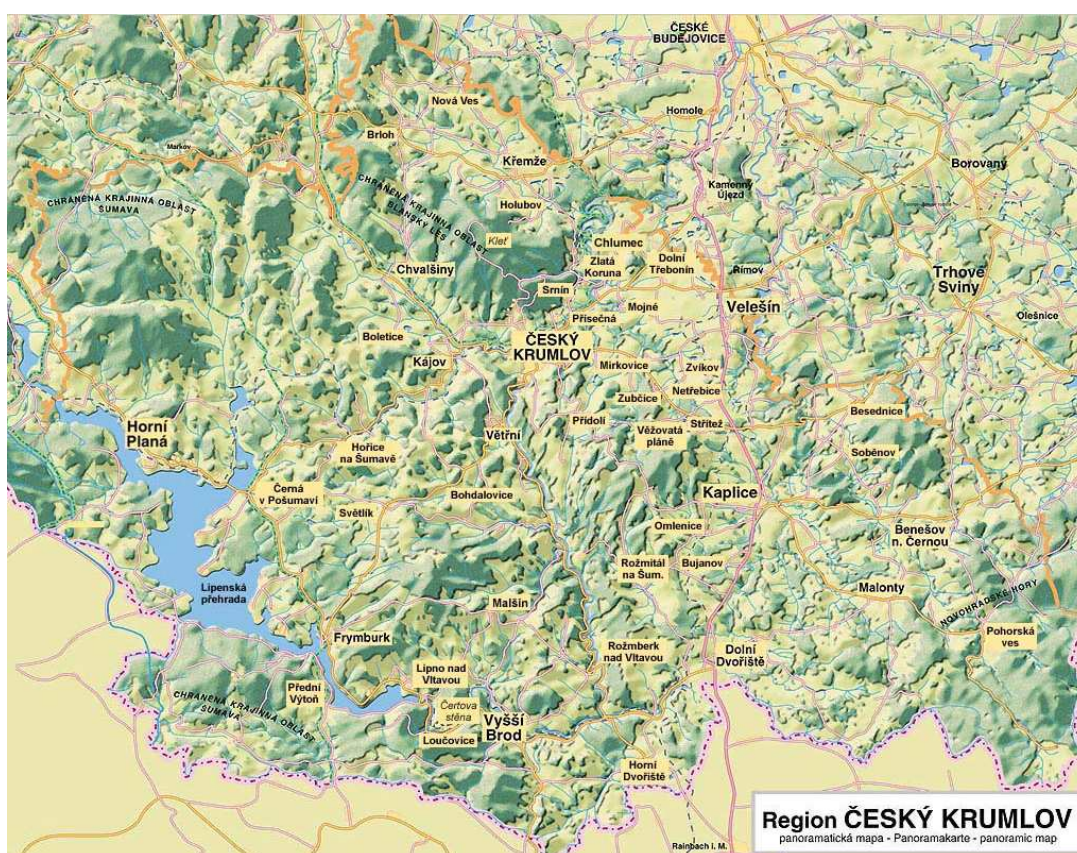 ČESKÉ
BUDĚJOVICE
Nová Ves
Homole
Brloh
Markov
Křemže
Borovany
CHRÁNĚNÁ KRAJINNÁ OBLAST
ŠUMAVA
CHRÁNĚNÁ KRAJINNÁ OBLAST
BLANSKÝ LES
Kamenný
Újezd
Holubov
Kleť
Chlumec
Zlatá
Koruna
Dolní
Třebonín
Chvalšiny
Římov
Trhové
Sviny
Srnín
Mojné
Velešín
Olešnice
Přísečná
Boletice
ČESKÝ
KRUMLOV
Kájov
Mirkovice
Zvíkov
Netřebice
Zubčice
Besednice
Horní
Planá
Přídolí
Střítež
Věžovatá
pláně
Větřní
Hořice
na Šumavě
Soběnov
Černá
v Pošumaví
Bohdalovice
Kaplice
Světlík
Omlenice
Benešov
n. Černou
Rožmitál
na Šum.
Bujanov
Lipenská
přehrada
Malonty
Malšín
NOVOHRADSKÉ HORY
Frymburk
Pohorská
ves
Rožmberk
nad Vltavou
Dolní
Dvořiště
Lipno nad
Vltavou
Přední
Výtoň
CHRÁNĚNÁ KRAJINNÁ OBLAST
ŠUMAVA
Čertova
stěna
Vyšší
Brod
Loučovice
Horní
Dvořiště
Region ČESKÝ KRUMLOV
panoramatická mapa - Panoramakarte - panoramic map
Rainbach i. M.